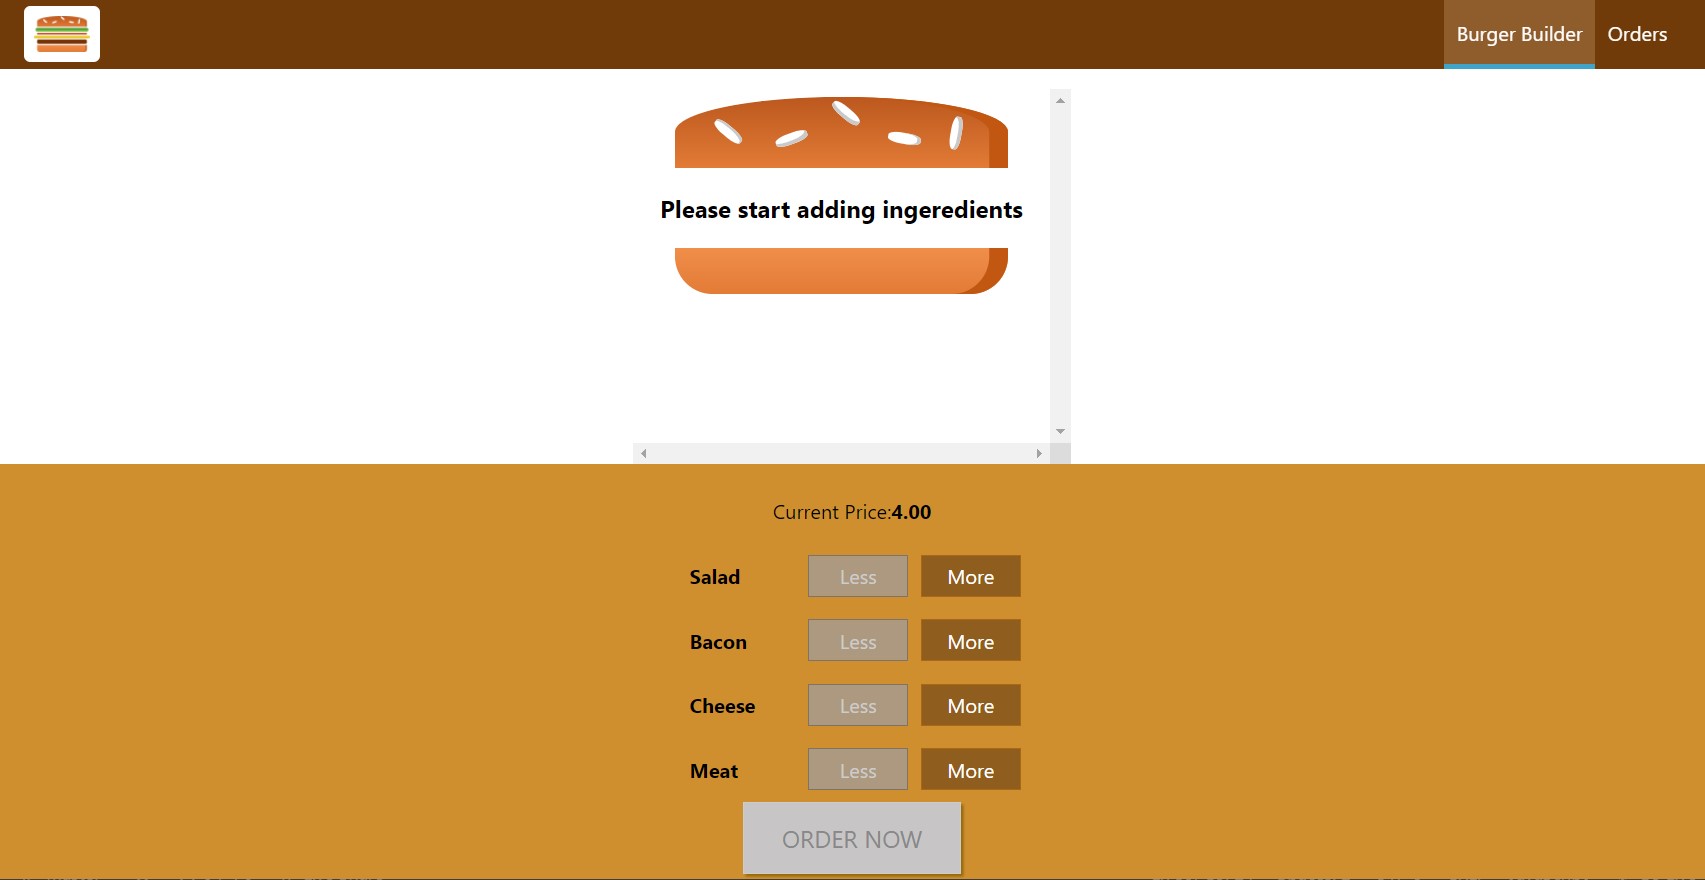 Burger Builder Orders
Please start adding ingeredients
Current Price:4.00
Salad Less More
Bacon Less More
Cheese Less More
Meat Less More
ORDER NOW